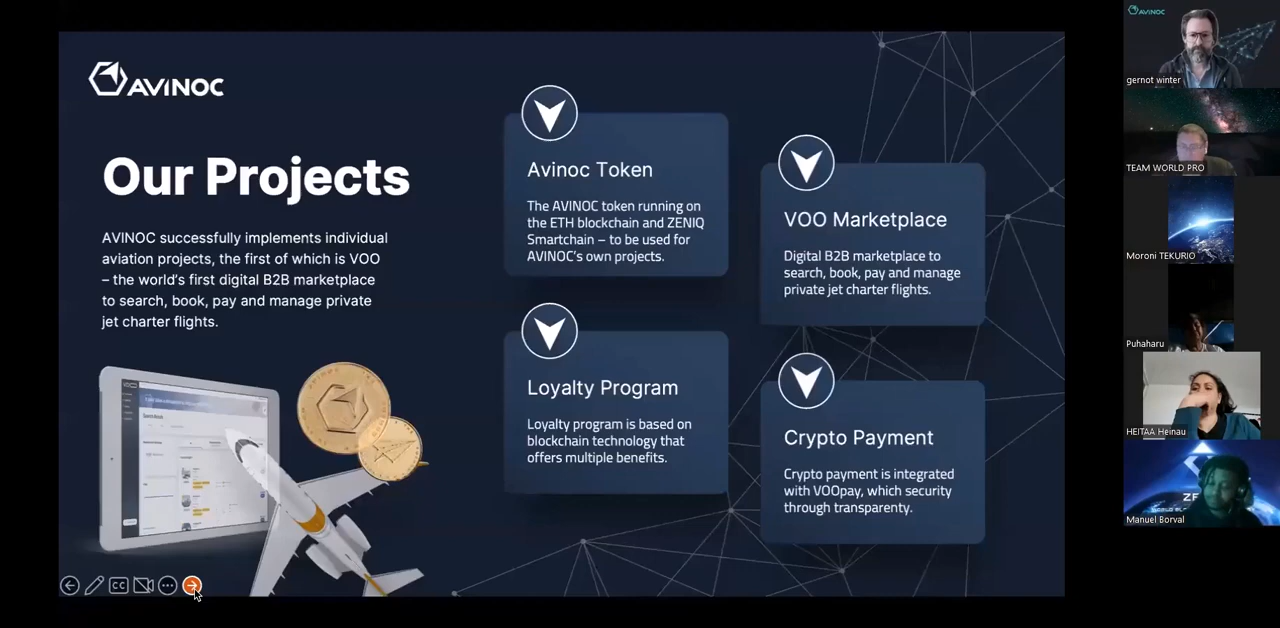 AVINOC
Our Projects
AVINOC successfully implements individual
aviation projects, the first of which is VOO
– the world's first digital B2B marketplace
to search, book, pay and manage private
jet charter flights.
Avinoc Token
The AVINOC token running on
the ETH blockchain and ZENIQ
Smartchain – to be used for
AVINOC's own projects.
VOO Marketplace
Digital B2B marketplace to
search, book, pay and manage
private jet charter flights.
Loyalty Program
Loyalty program is based on
blockchain technology that
offers multiple benefits.
Crypto Payment
Crypto payment is integrated
with VOOpay, which security
through transparenty.
CC
AVINOC
gernot winter
TEAM WORLD PRO
Moroni TEKURIO
Puhaharu
HEITAA Heinau
Manuel Borval